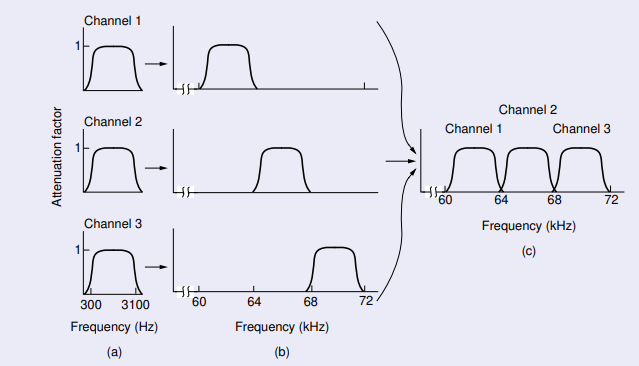 Channel 1
1
Channel 2
1
Channel 3
1
300 3100
Frequency (Hz)
(a)
Attenuation factor
60 64 68 72
Frequency (kHz)
(b)
Channel 2
Channel 1 Channel 3
60 64 68 72
Frequency (kHz)
(c)